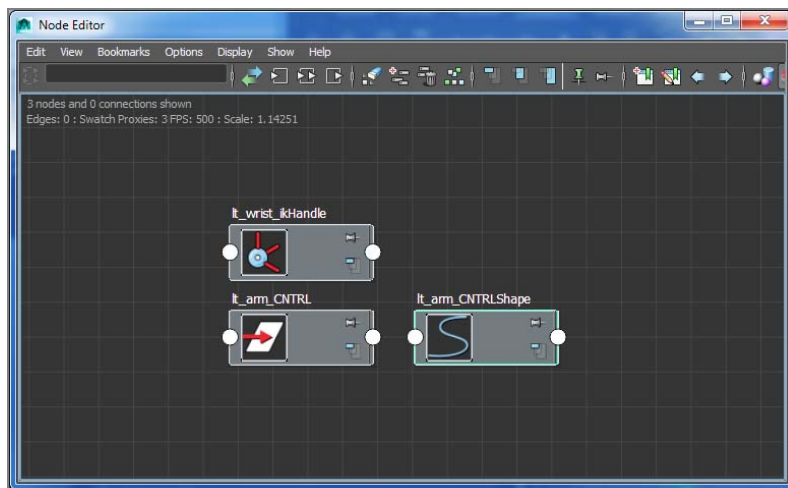 Node Editor
Edit View Bookmarks Options Display Show Help
3 nodes and 0 connections shown
Edges: 0 : Swatch Proxies: 3 FPS: 500 : Scale: 1.14251
lt_wrist_ikHandle
lt_arm_CNTRL lt_arm_CNTRLShape